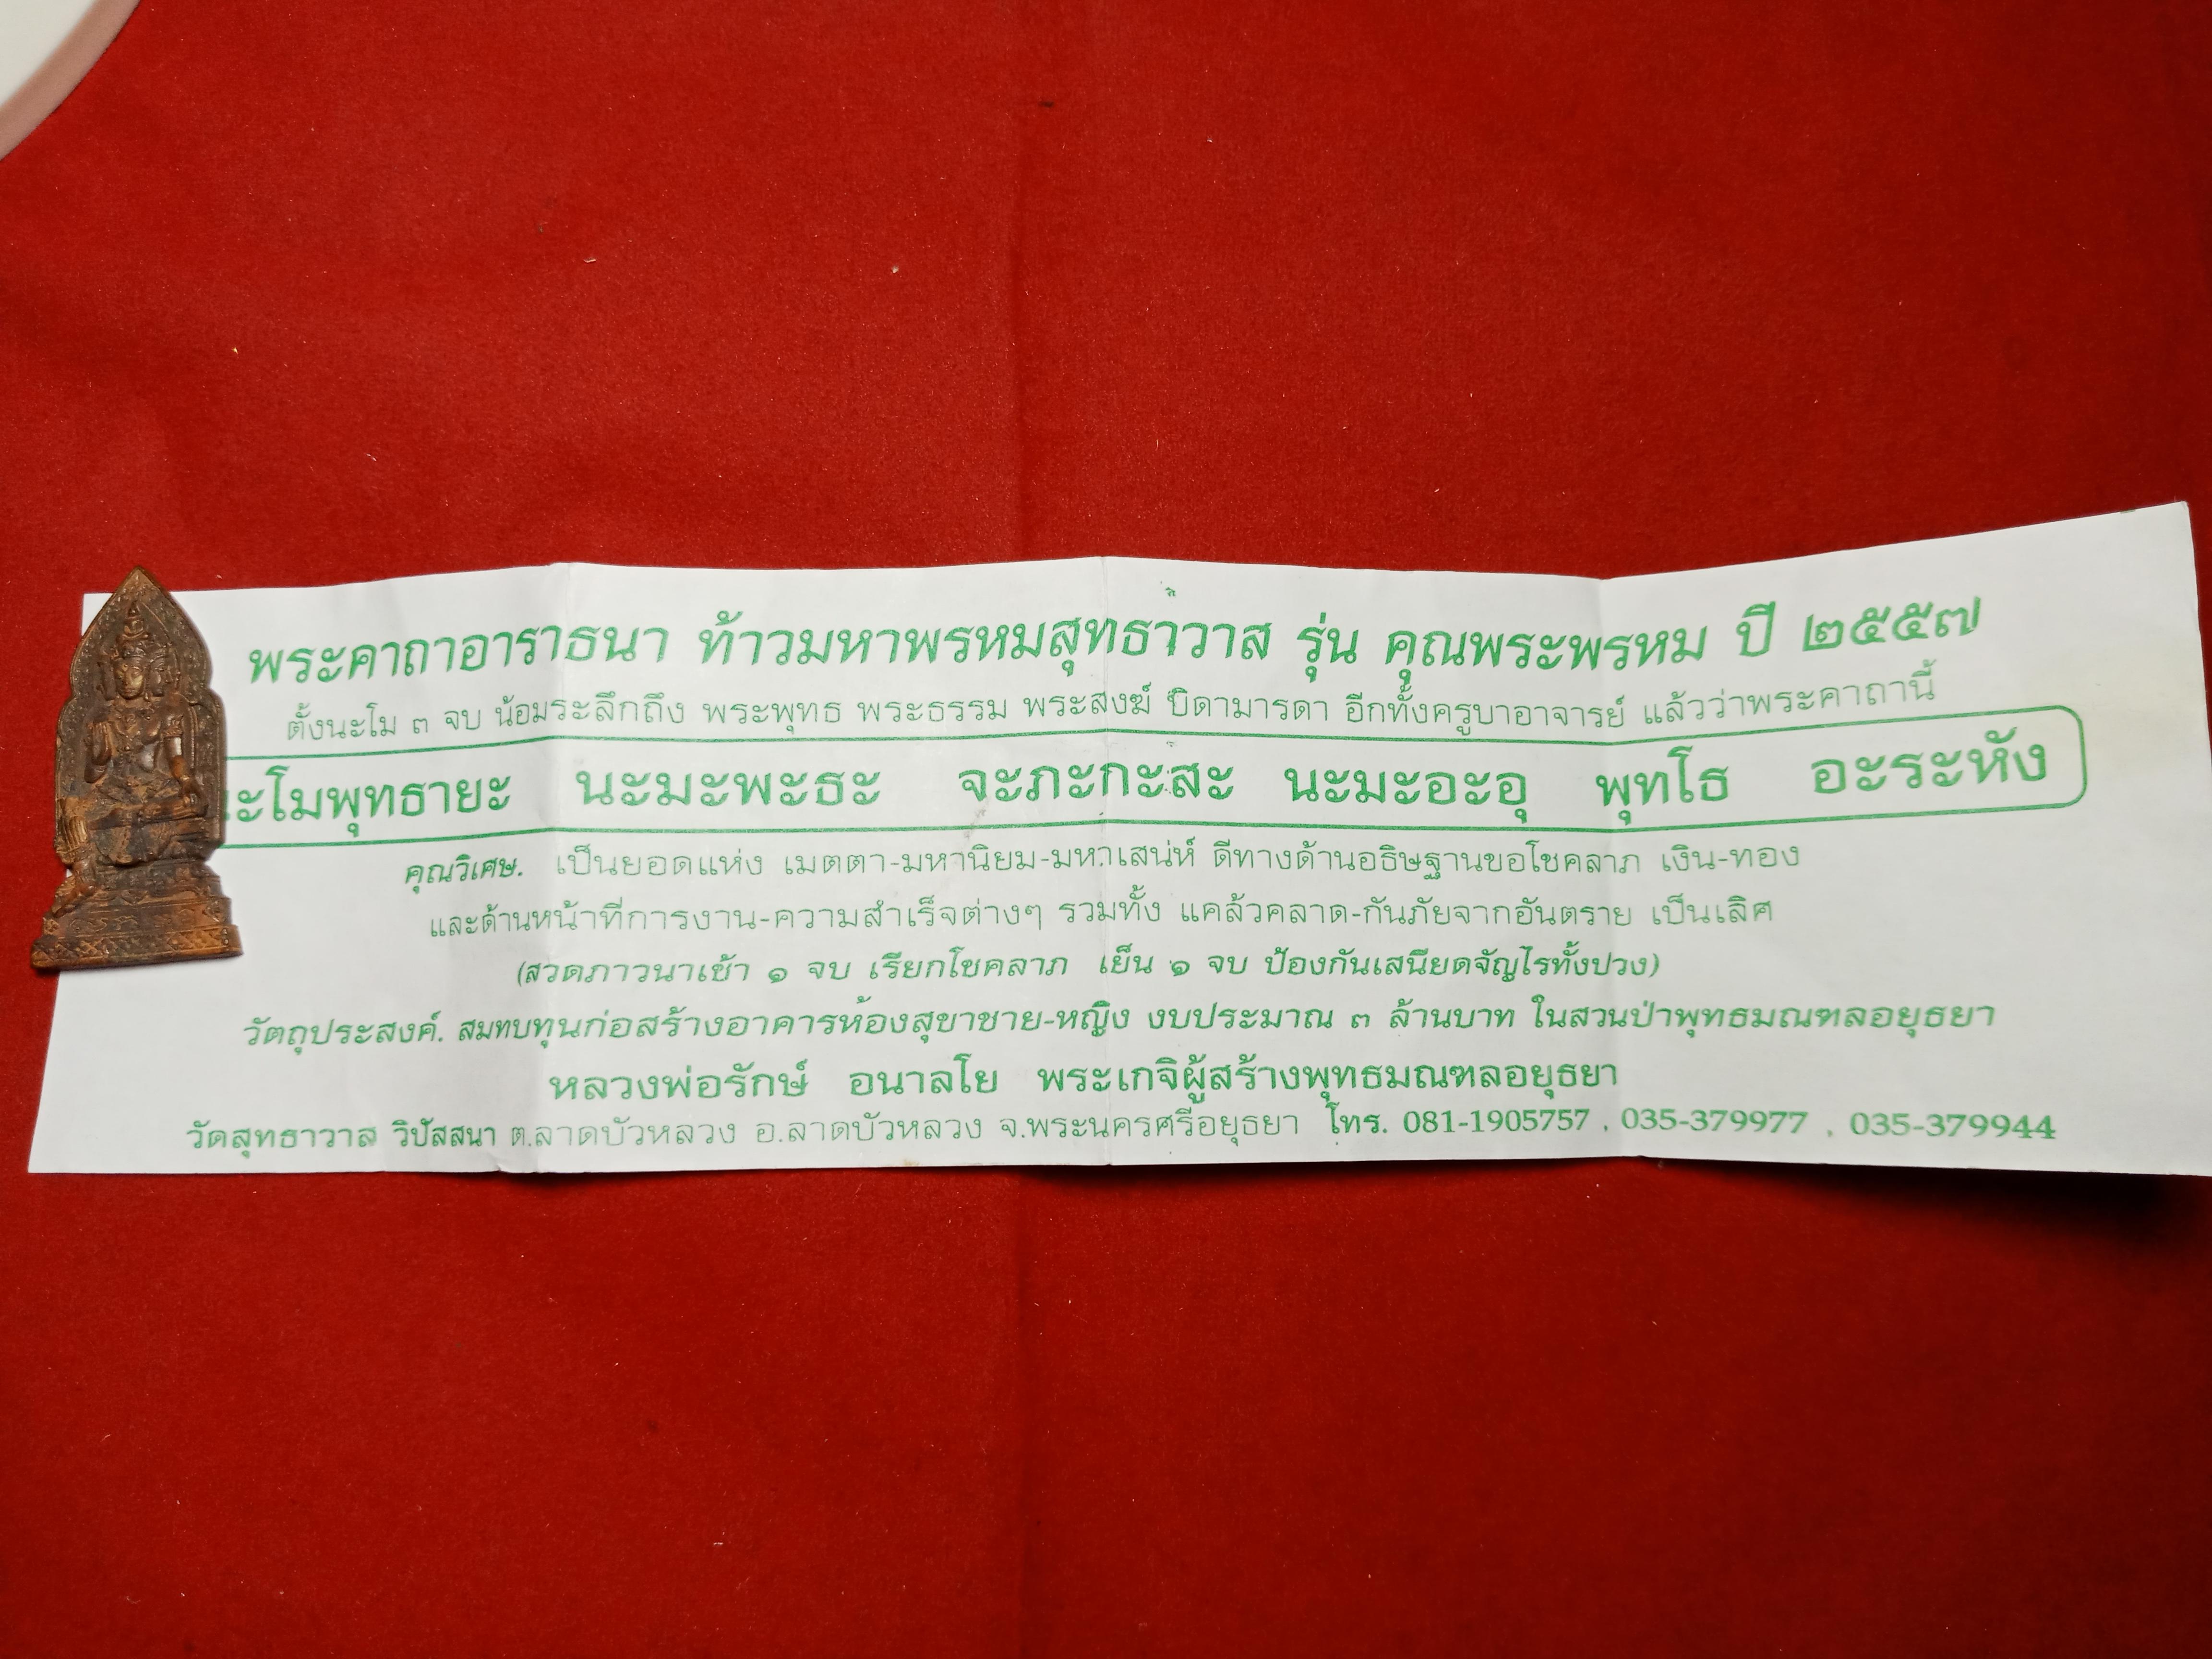 พระคาถาอาราธนา ท้าวมหาพรหมสุทธาวาส รุ่น คุณพระพรหม ปี ๒๕๕๗
ตั้งนะโม ๓ จบ น้อมระลึกถึง พระพุทธ พระธรรม พระสงฆ์ บิดามารดา อีกทั้งครูบาอาจารย์ แล้วว่าพระคาถานี้
นะโมพุทธายะ นะมะพะธะ จะภะกะสะ นะมะอะอุ พุทโธ อะระหัง
คุณวิเศษ. เป็นยอดแห่ง เมตตา-มหานิยม-มหาเสน่ห์ ดีทางด้านอธิษฐานขอโชคลาภ เงิน-ทอง
และด้านหน้าที่การงาน-ความสำเร็จต่างๆ รวมทั้ง แคล้วคลาด-กันภัยจากอันตราย เป็นเลิศ
(สวดภาวนาเช้า ๑ จบ เรียกโชคลาภ เย็น ๑ จบ ป้องกันเสนียดจัญไรทั้งปวง)
วัตถุประสงค์. สมทบทุนก่อสร้างอาคารห้องสุขาชาย-หญิง งบประมาณ ๓ ล้านบาท ในสวนป่าพุทธมณฑลอยุธยา
หลวงพ่อรักษ์ อนาลโย พระเกจิผู้สร้างพุทธมณฑลอยุธยา
วัดสุทธาวาส วิปัสสนา ต.ลาดบัวหลวง อ.ลาดบัวหลวง จ.พระนครศรีอยุธยา โทร. 081-1905757 , 035-379977 , 035-379944